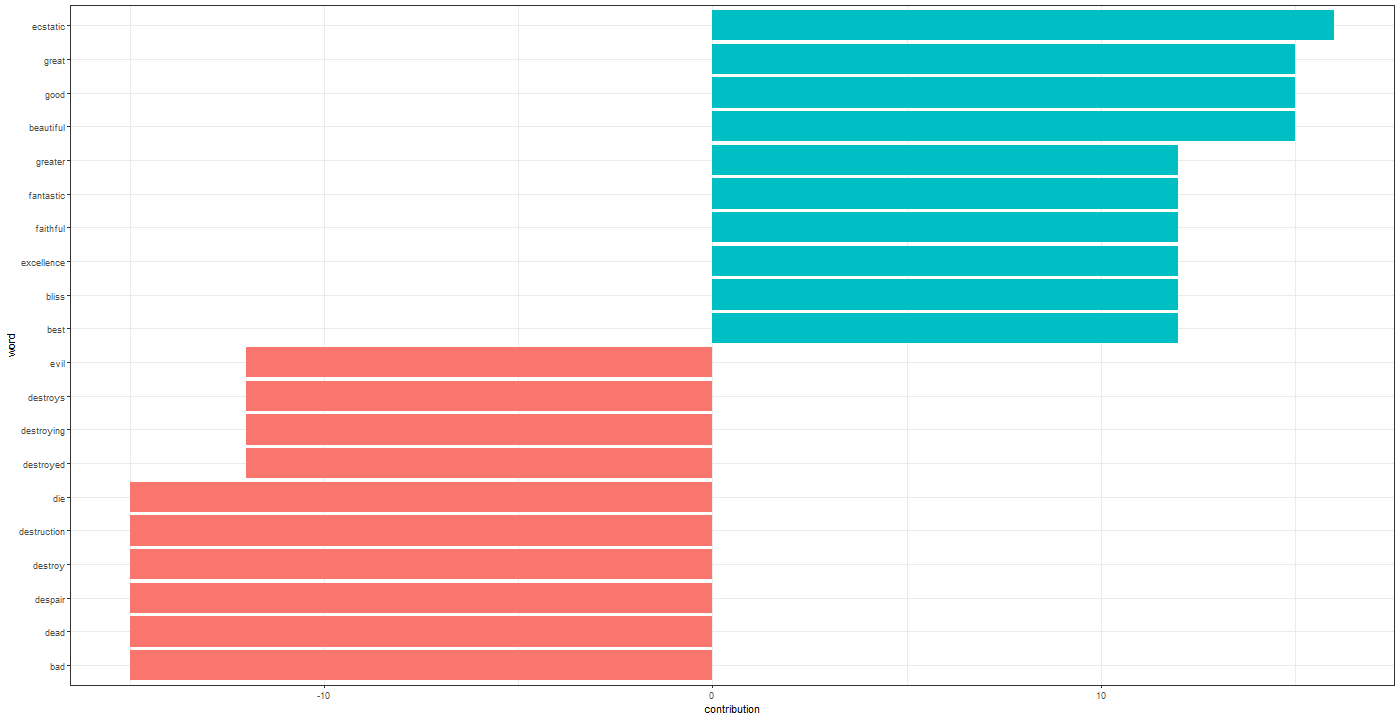 ecstatic
great
good
beautiful
greater
fantastic
faithful
excellence
bliss
best
evil
destroys
destroying
destroyed
die
destruction
destroy
despair
dead
bad
word
-10
0
10
contribution